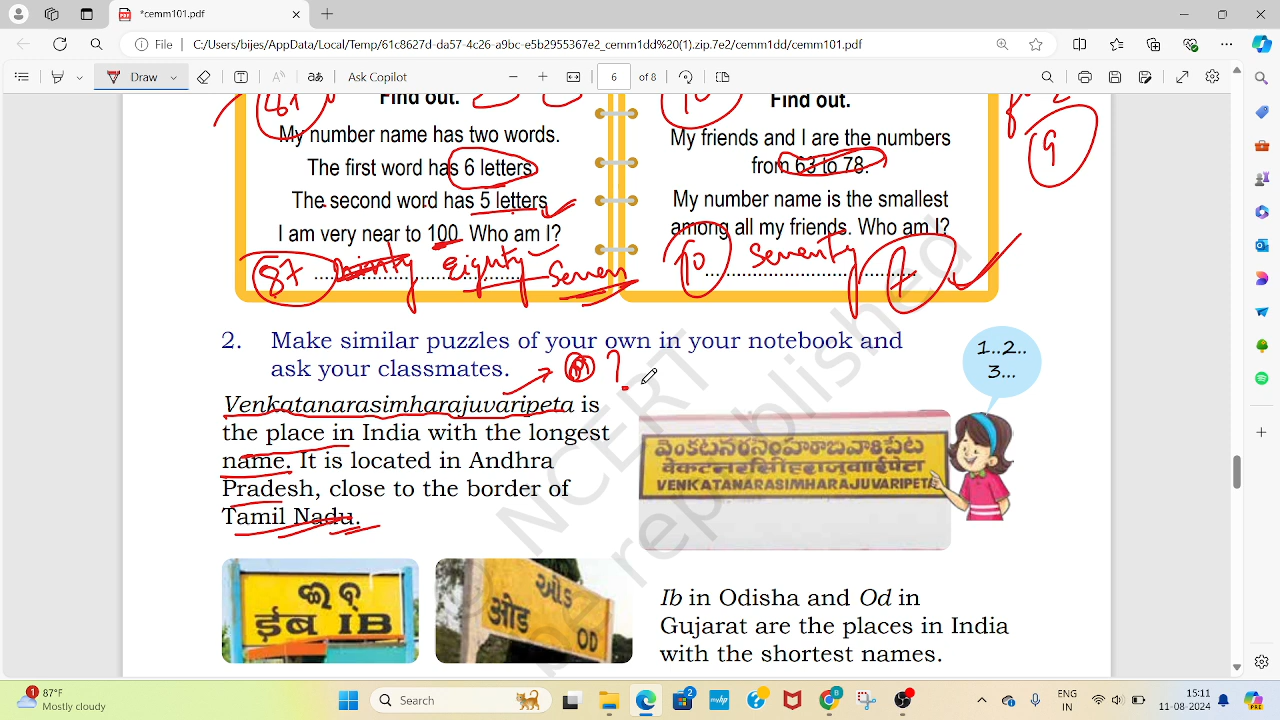 *cemm101.pdf
File
C:/Users/bijes/AppData/Local/Temp/61c8627d-da57-4c26-a9bc-e5b295b367e2_cemm1dd%20(1).zip.7e2/cemm1dd/cemm101.pdf
Draw
Ask Copilot
6 of 8
Find out.
My number name has two words.
The first word has 6 letters.
The second word has 5 letters
I am very near to 100. Who am I?
87 Eighty Seven
Find out.
My friends and I are the numbers
from 63 to 78.
My number name is the smallest
among all my friends. Who am I?
70 seventy 7
19
2. Make similar puzzles of your own in your notebook and
ask your classmates.
?
1..2..
3...
Venkatanarasimharajuvaripeta is
the place in India with the longest
name. It is located in Andhra
Pradesh, close to the border of
Tamil Nadu.
VENKATANARASIMHARAJUVARIPETA
ଇବ୍
ईब IB
ઓડ
ओड OD
Ib in Odisha and Od in
Gujarat are the places in India
with the shortest names.
NCERT
be republished
1
87°F
Mostly cloudy
Search
ENG
IN
15:11
11-08-2024